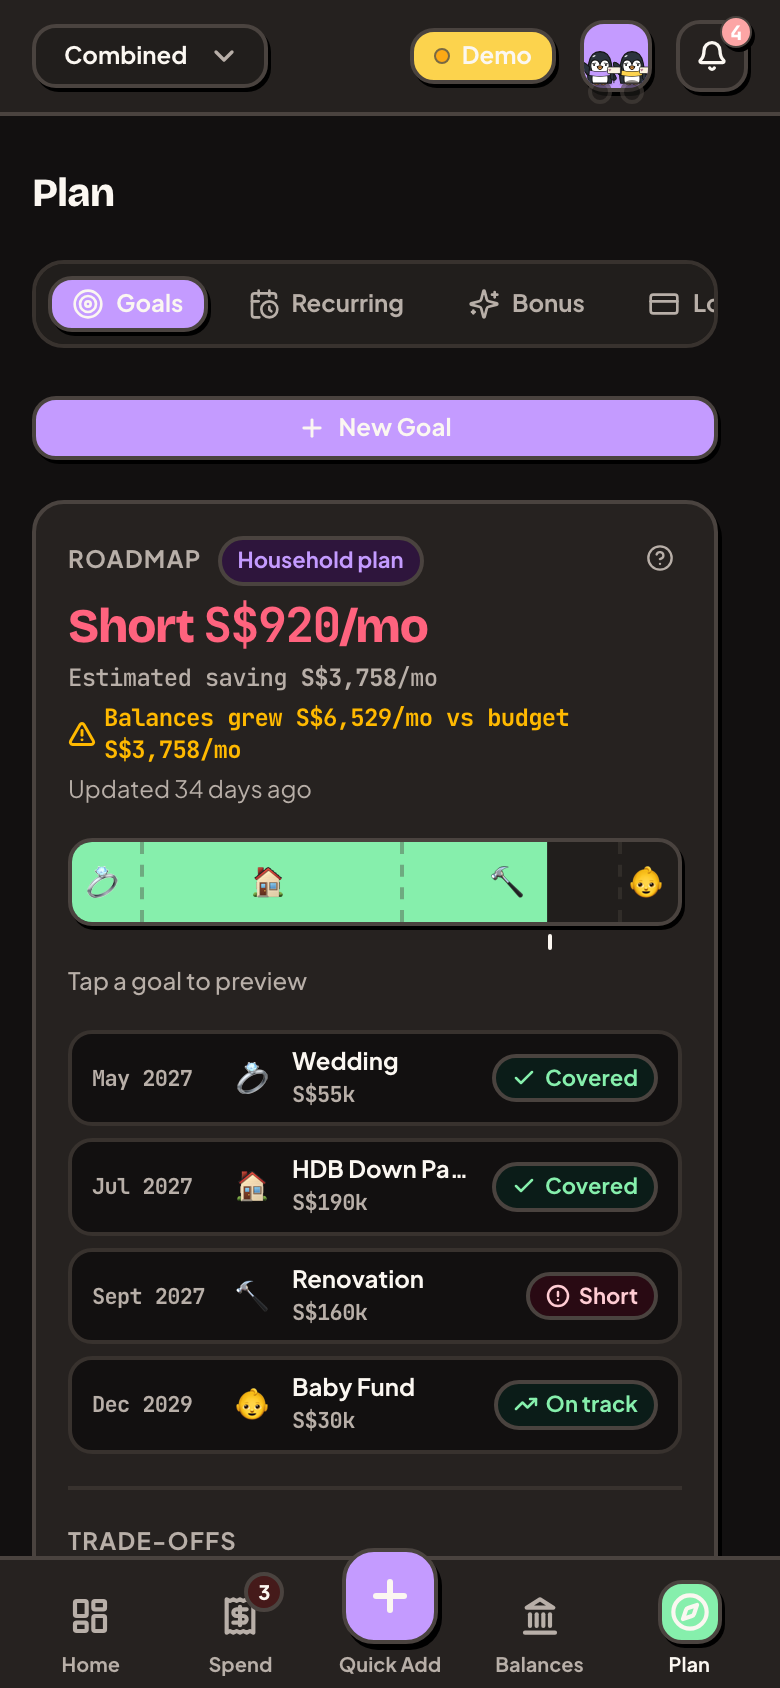 Combined
Demo
4
Plan
Goals
Recurring
Bonus
Lo
New Goal
ROADMAP
Household plan
Short S$920/mo
Estimated saving S$3,758/mo
Balances grew S$6,529/mo vs budget
S$3,758/mo
Updated 34 days ago
Tap a goal to preview
May 2027
Wedding
S$55k
Covered
Jul 2027
HDB Down Pa...
S$190k
Covered
Sept 2027
Renovation
S$160k
Short
Dec 2029
Baby Fund
S$30k
On track
TRADE-OFFS
Home
3
Spend
Quick Add
Balances
Plan